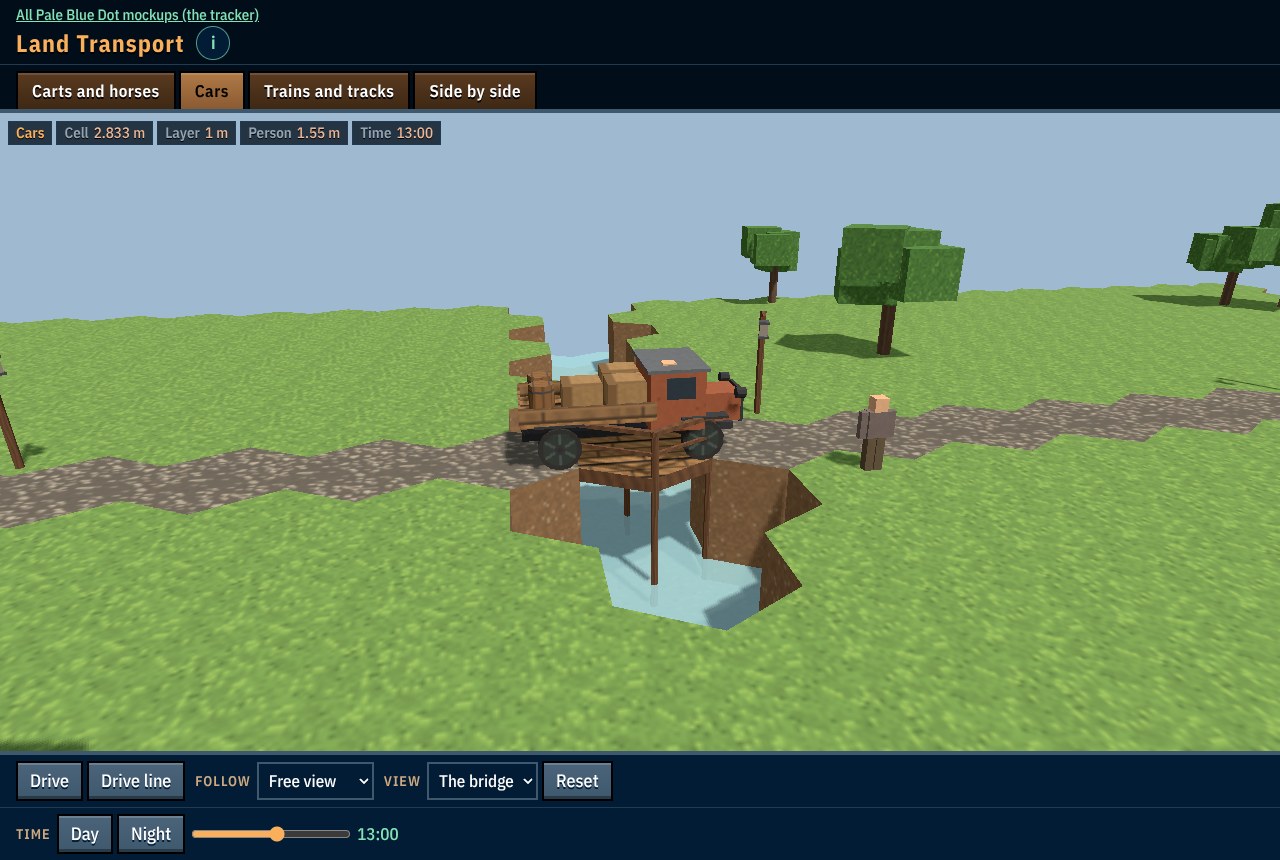 All Pale Blue Dot mockups (the tracker)
Land Transport i
Carts and horses Cars Trains and tracks Side by side
Cars Cell 2.833 m Layer 1 m Person 1.55 m Time 13:00
Drive Drive line FOLLOW Free view VIEW The bridge Reset
TIME Day Night 13:00